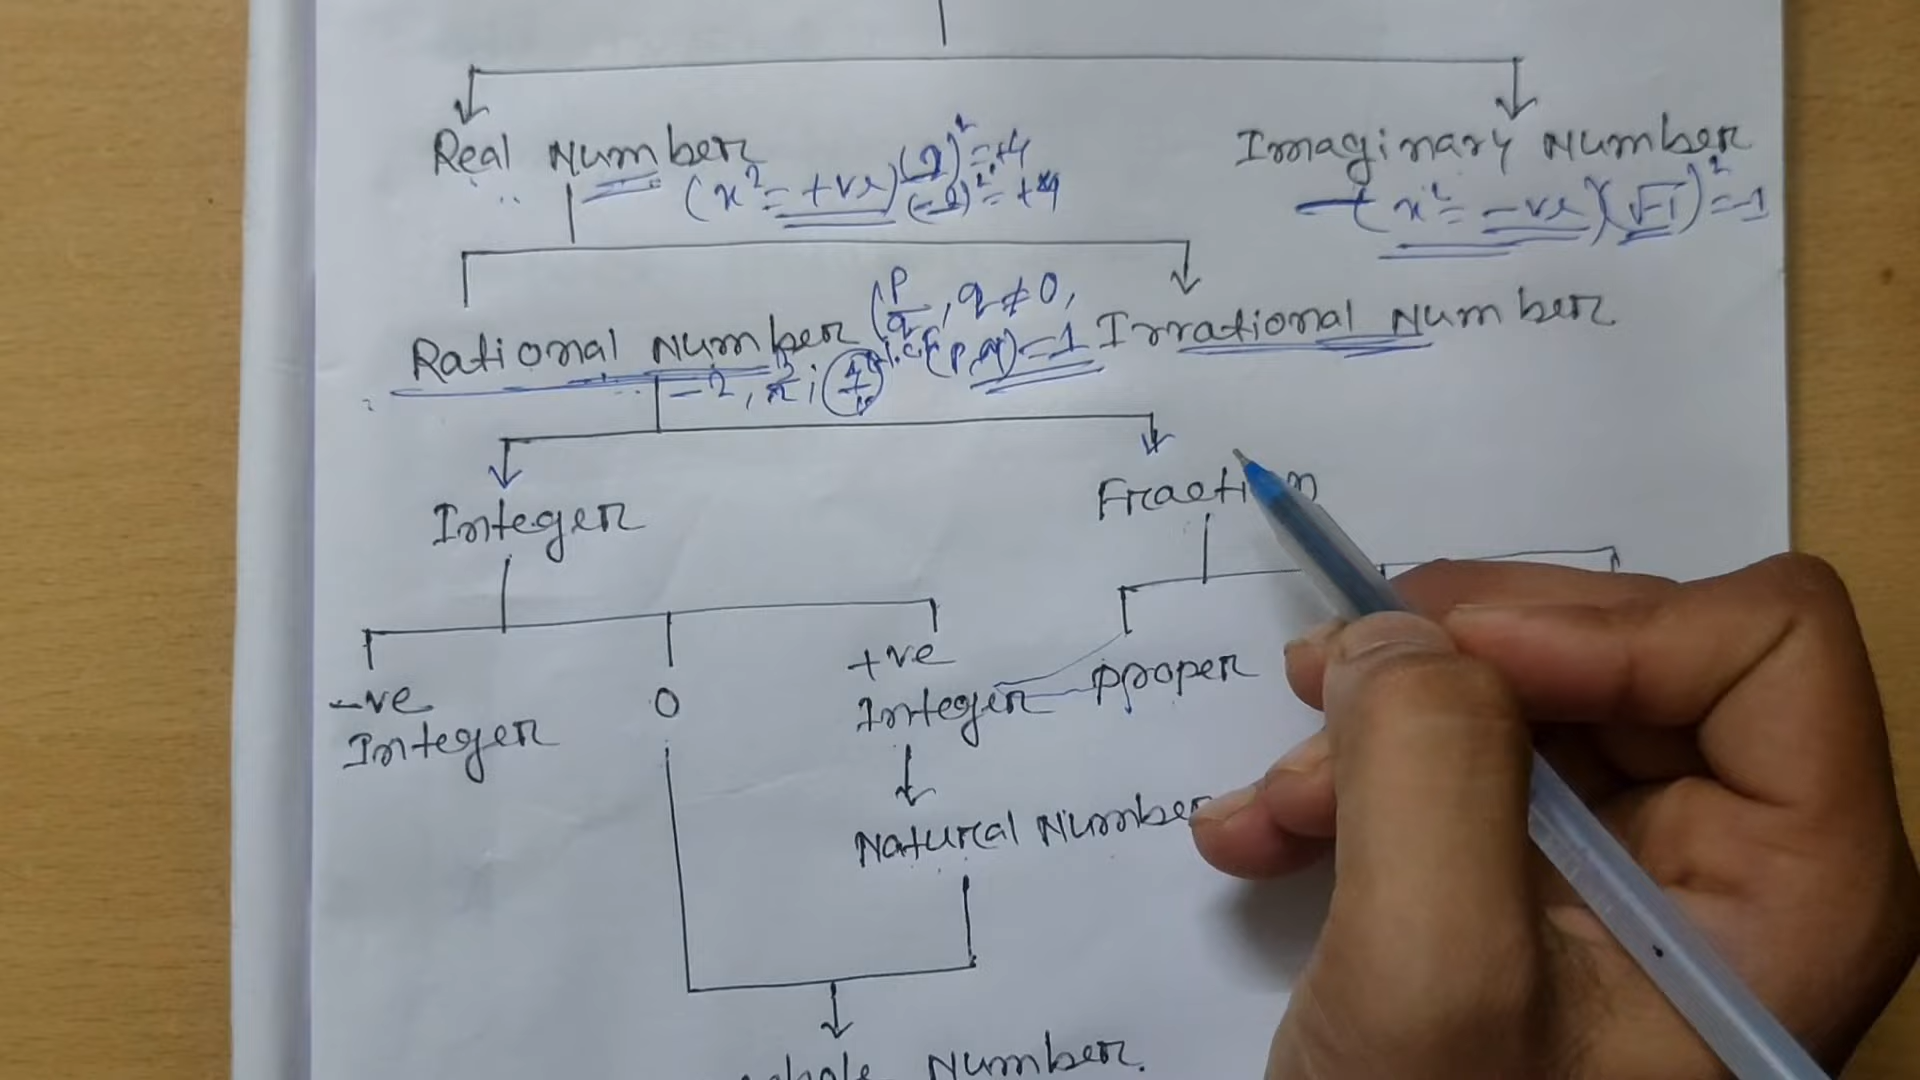 Real Number
(x² = +ve) (2)² = +4
(-2)² = +4
Imaginary Number
(x² = -ve) (√-1)² = -1
Rational Number (p/q, q ≠ 0,
(p,q) = 1
-2,
Irrational Number
Integer
Fraction
-ve
Integer
0
+ve
Integer
Proper
Natural Number
whole Number.